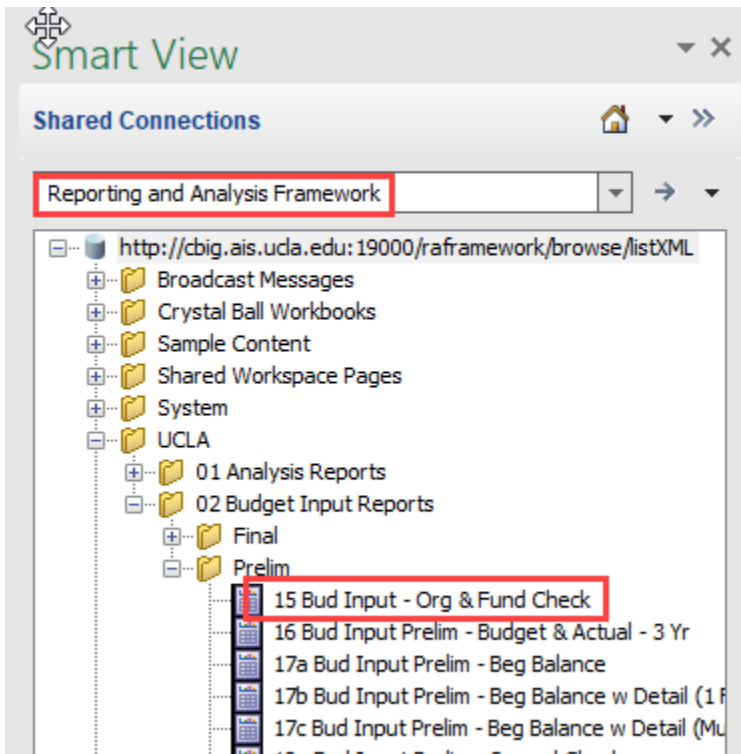 Smart View
Shared Connections
Reporting and Analysis Framework
http://cbig.ais.ucla.edu:19000/raframework/browse/listXML
Broadcast Messages
Crystal Ball Workbooks
Sample Content
Shared Workspace Pages
System
UCLA
01 Analysis Reports
02 Budget Input Reports
Final
Prelim
15 Bud Input - Org & Fund Check
16 Bud Input Prelim - Budget & Actual - 3 Yr
17a Bud Input Prelim - Beg Balance
17b Bud Input Prelim - Beg Balance w Detail (1
17c Bud Input Prelim - Beg Balance w Detail (Mu